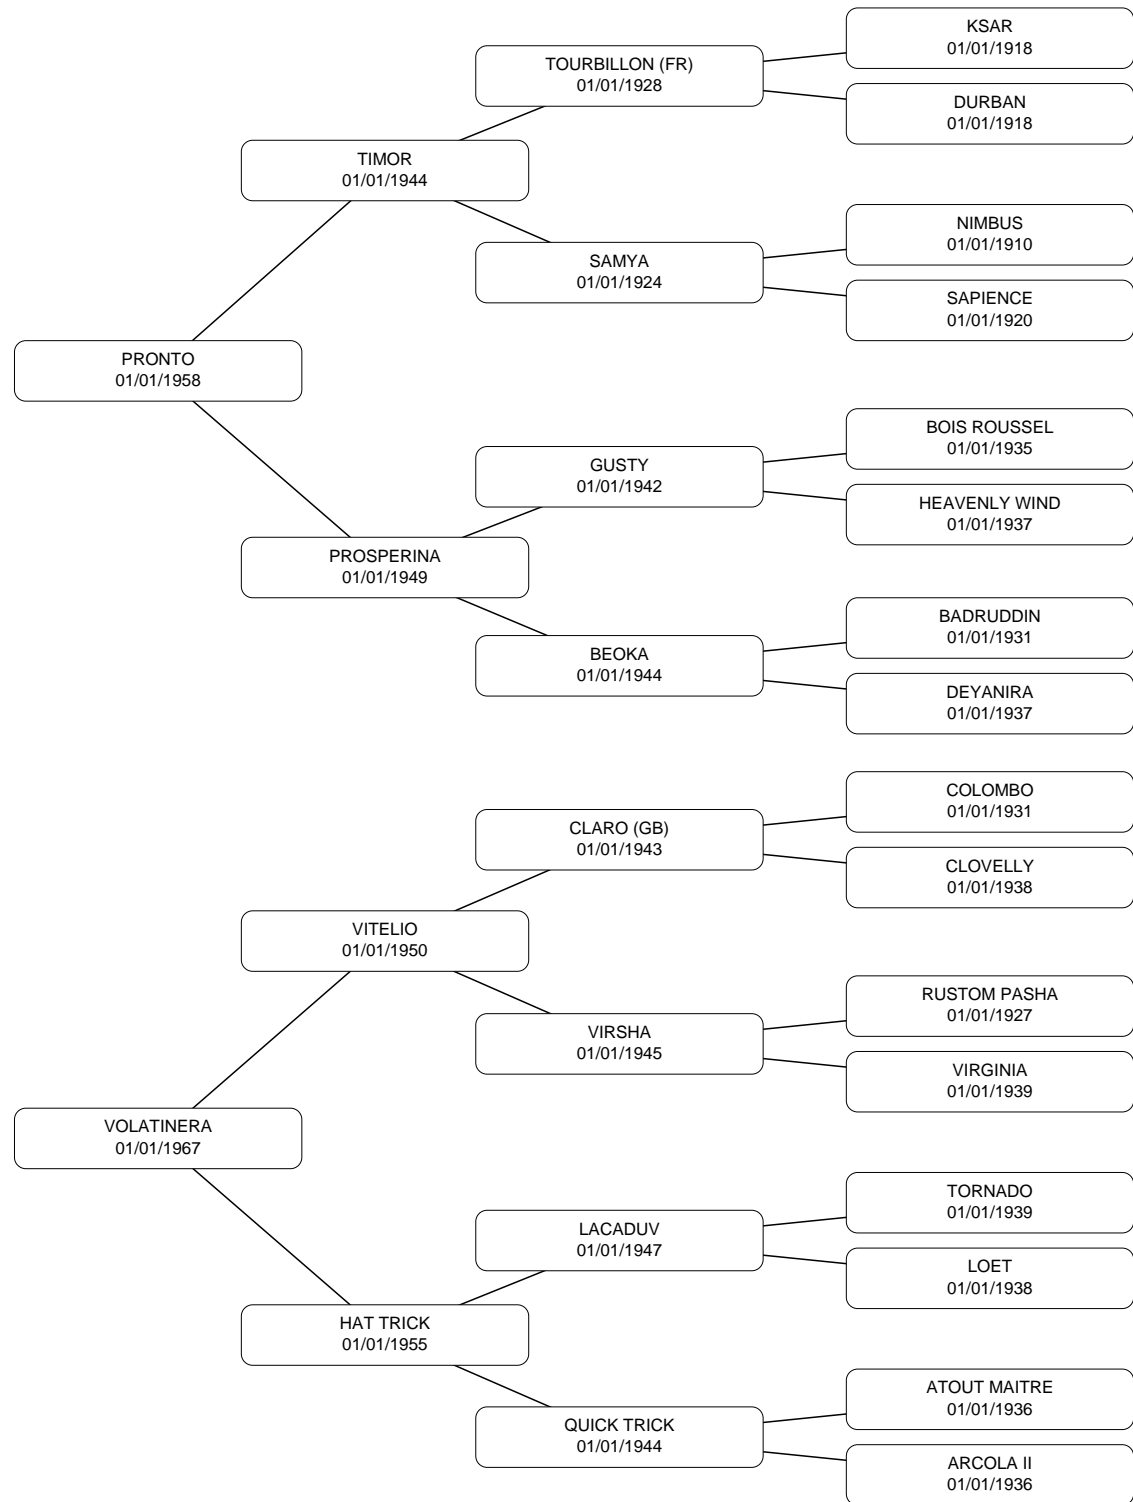 KSAR
01/01/1918
TOURBILLON (FR)
01/01/1928
DURBAN
01/01/1918
TIMOR
01/01/1944
NIMBUS
01/01/1910
SAMYA
01/01/1924
SAPIENCE
01/01/1920
PRONTO
01/01/1958
BOIS ROUSSEL
01/01/1935
GUSTY
01/01/1942
HEAVENLY WIND
01/01/1937
PROSPERINA
01/01/1949
BADRUDDIN
01/01/1931
BEOKA
01/01/1944
DEYANIRA
01/01/1937
COLOMBO
01/01/1931
CLARO (GB)
01/01/1943
CLOVELLY
01/01/1938
VITELIO
01/01/1950
RUSTOM PASHA
01/01/1927
VIRSHA
01/01/1945
VIRGINIA
01/01/1939
VOLATINERA
01/01/1967
TORNADO
01/01/1939
LACADUV
01/01/1947
LOET
01/01/1938
HAT TRICK
01/01/1955
ATOUT MAITRE
01/01/1936
QUICK TRICK
01/01/1944
ARCOLA II
01/01/1936